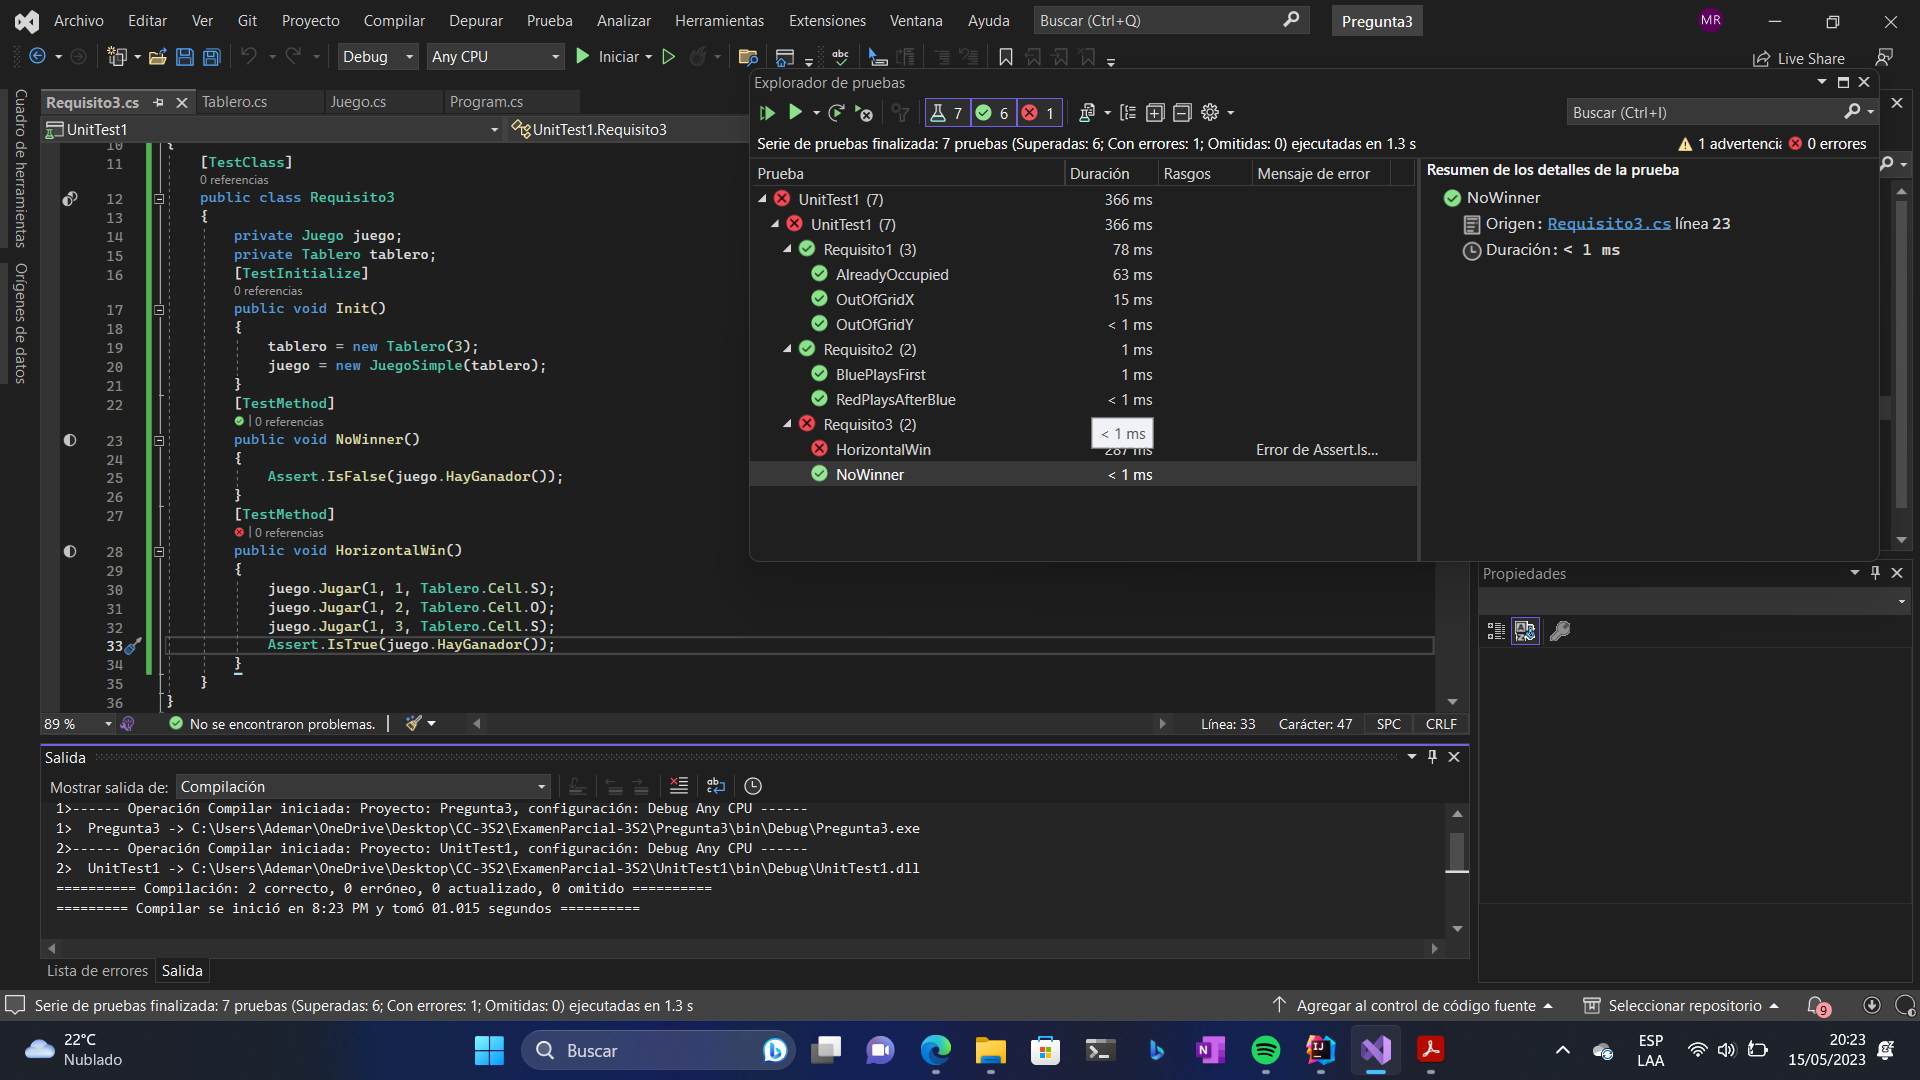 Archivo Editar Ver Git Proyecto Compilar Depurar Prueba Analizar Herramientas Extensiones Ventana Ayuda Buscar (Ctrl+Q) Pregunta3 MR
Debug Any CPU Iniciar abc Live Share
Cuadro de herramientas
Orígenes de datos
Requisito3.cs Tablero.cs Juego.cs Program.cs
UnitTest1 UnitTest1.Requisito3
10 {
11 [TestClass]
0 referencias
12 public class Requisito3
13 {
14 private Juego juego;
15 private Tablero tablero;
16 [TestInitialize]
0 referencias
17 public void Init()
18 {
19 tablero = new Tablero(3);
20 juego = new JuegoSimple(tablero);
21 }
22 [TestMethod]
| 0 referencias
23 public void NoWinner()
24 {
25 Assert.IsFalse(juego.HayGanador());
26 }
27 [TestMethod]
| 0 referencias
28 public void HorizontalWin()
29 {
30 juego.Jugar(1, 1, Tablero.Cell.S);
31 juego.Jugar(1, 2, Tablero.Cell.O);
32 juego.Jugar(1, 3, Tablero.Cell.S);
33 Assert.IsTrue(juego.HayGanador());
34 }
35 }
36 }
89 % No se encontraron problemas. Línea: 33 Carácter: 47 SPC CRLF
Explorador de pruebas
7 6 1 Buscar (Ctrl+I)
Serie de pruebas finalizada: 7 pruebas (Superadas: 6; Con errores: 1; Omitidas: 0) ejecutadas en 1.3 s 1 advertencia 0 errores
Prueba Duración Rasgos Mensaje de error
UnitTest1 (7) 366 ms
UnitTest1 (7) 366 ms
Requisito1 (3) 78 ms
AlreadyOccupied 63 ms
OutOfGridX 15 ms
OutOfGridY < 1 ms
Requisito2 (2) 1 ms
BluePlaysFirst 1 ms
RedPlaysAfterBlue < 1 ms
Requisito3 (2)
< 1 ms
HorizontalWin 287 ms Error de Assert.Is...
NoWinner < 1 ms
Resumen de los detalles de la prueba
NoWinner
Origen: Requisito3.cs línea 23
Duración: < 1 ms
Propiedades
Salida
Mostrar salida de: Compilación
1>------ Operación Compilar iniciada: Proyecto: Pregunta3, configuración: Debug Any CPU ------
1> Pregunta3 -> C:\Users\Ademar\OneDrive\Desktop\CC-3S2\ExamenParcial-3S2\Pregunta3\bin\Debug\Pregunta3.exe
2>------ Operación Compilar iniciada: Proyecto: UnitTest1, configuración: Debug Any CPU ------
2> UnitTest1 -> C:\Users\Ademar\OneDrive\Desktop\CC-3S2\ExamenParcial-3S2\UnitTest1\bin\Debug\UnitTest1.dll
========== Compilación: 2 correcto, 0 erróneo, 0 actualizado, 0 omitido ==========
========= Compilar se inició en 8:23 PM y tomó 01.015 segundos ==========
Lista de errores Salida
Serie de pruebas finalizada: 7 pruebas (Superadas: 6; Con errores: 1; Omitidas: 0) ejecutadas en 1.3 s Agregar al control de código fuente Seleccionar repositorio 9
22°C
Nublado
Buscar
ESP
LAA
20:23
15/05/2023